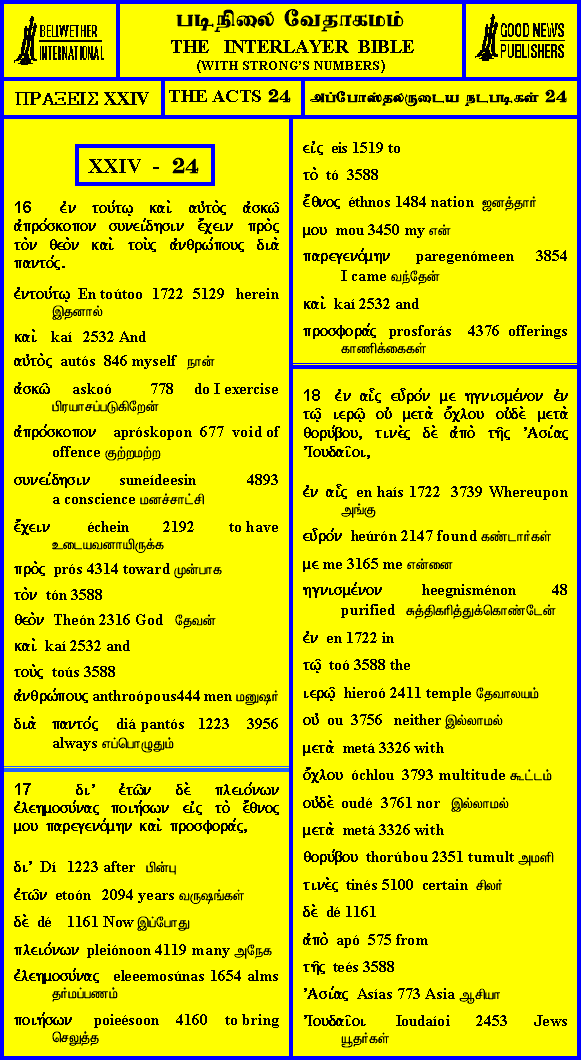 BELLWETHER
INTERNATIONAL
படிநிலை வேதாகமம்
THE INTERLAYER BIBLE
(WITH STRONG'S NUMBERS)
GOOD NEWS
PUBLISHERS
ΠΡΑΞΕΙΣ XXIV
THE ACTS 24
அப்போஸ்தலருடைய நடபடிகள் 24
XXIV - 24
16 ἐν τούτῳ καὶ αὐτὸς ἀσκῶ
ἀπρόσκοπον συνείδησιν ἔχειν πρὸς
τὸν θεὸν καὶ τοὺς ἀνθρώπους διὰ
παντός.
ἐντούτῳ En toútoo 1722 5129 herein
இதனால்
καὶ kaí 2532 And
αὐτὸς autós 846 myself நான்
ἀσκῶ askoó 778 do I exercise
பிரயாசப்படுகிறேன்
ἀπρόσκοπον apróskopon 677 void of
offence குற்றமற்ற
συνείδησιν suneídeesin 4893
a conscience மனச்சாட்சி
ἔχειν échein 2192 to have
உடையவனாயிருக்க
πρὸς prós 4314 toward முன்பாக
τὸν tón 3588
θεὸν Theón 2316 God தேவன்
καὶ kaí 2532 and
τοὺς toús 3588
ἀνθρώπους anthroópous444 men மனுஷர்
διὰ παντός diá pantós 1223 3956
always எப்பொழுதும்
17 δι' ἐτῶν δὲ πλειόνων
ἐλεημοσύνας ποιήσων εἰς τὸ ἔθνος
μου παρεγενόμην καὶ προσφοράς,
δι' Dí 1223 after பின்பு
ἐτῶν etoón 2094 years வருஷங்கள்
δὲ dé 1161 Now இப்போது
πλειόνων pleiónoon 4119 many அநேக
ἐλεημοσύνας eleeemosúnas 1654 alms
தர்மப்பணம்
ποιήσων poieésoon 4160 to bring
செலுத்த
εἰς eis 1519 to
τὸ tó 3588
ἔθνος éthnos 1484 nation ஜனத்தார்
μου mou 3450 my என்
παρεγενόμην paregenómeen 3854
I came வந்தேன்
καὶ kaí 2532 and
προσφοράς prosforás 4376 offerings
காணிக்கைகள்
18 ἐν αἷς εὗρόν με ηγνισμένον ἐν
τῷ ιερῷ οὐ μετὰ ὄχλου οὐδὲ μετὰ
θορύβου, τινὲς δὲ ἀπὸ τῆς Ἀσίας
Ἰουδαῖοι,
ἐν αἷς en haís 1722 3739 Whereupon
அங்கு
εὗρόν heúrón 2147 found கண்டார்கள்
με me 3165 me என்னை
ηγνισμένον heegnisménon 48
purified சுத்திகரித்துக்கொண்டேன்
ἐν en 1722 in
τῷ toó 3588 the
ιερῷ hieroó 2411 temple தேவாலயம்
οὐ ou 3756 neither இல்லாமல்
μετὰ metá 3326 with
ὄχλου óchlou 3793 multitude கூட்டம்
οὐδὲ oudé 3761 nor இல்லாமல்
μετὰ metá 3326 with
θορύβου thorúbou 2351 tumult அமளி
τινὲς tinés 5100 certain சிலர்
δὲ dé 1161
ἀπὸ apó 575 from
τῆς teés 3588
Ἀσίας Asías 773 Asia ஆசியா
Ἰουδαῖοι Ioudaíoi 2453 Jews
யூதர்கள்